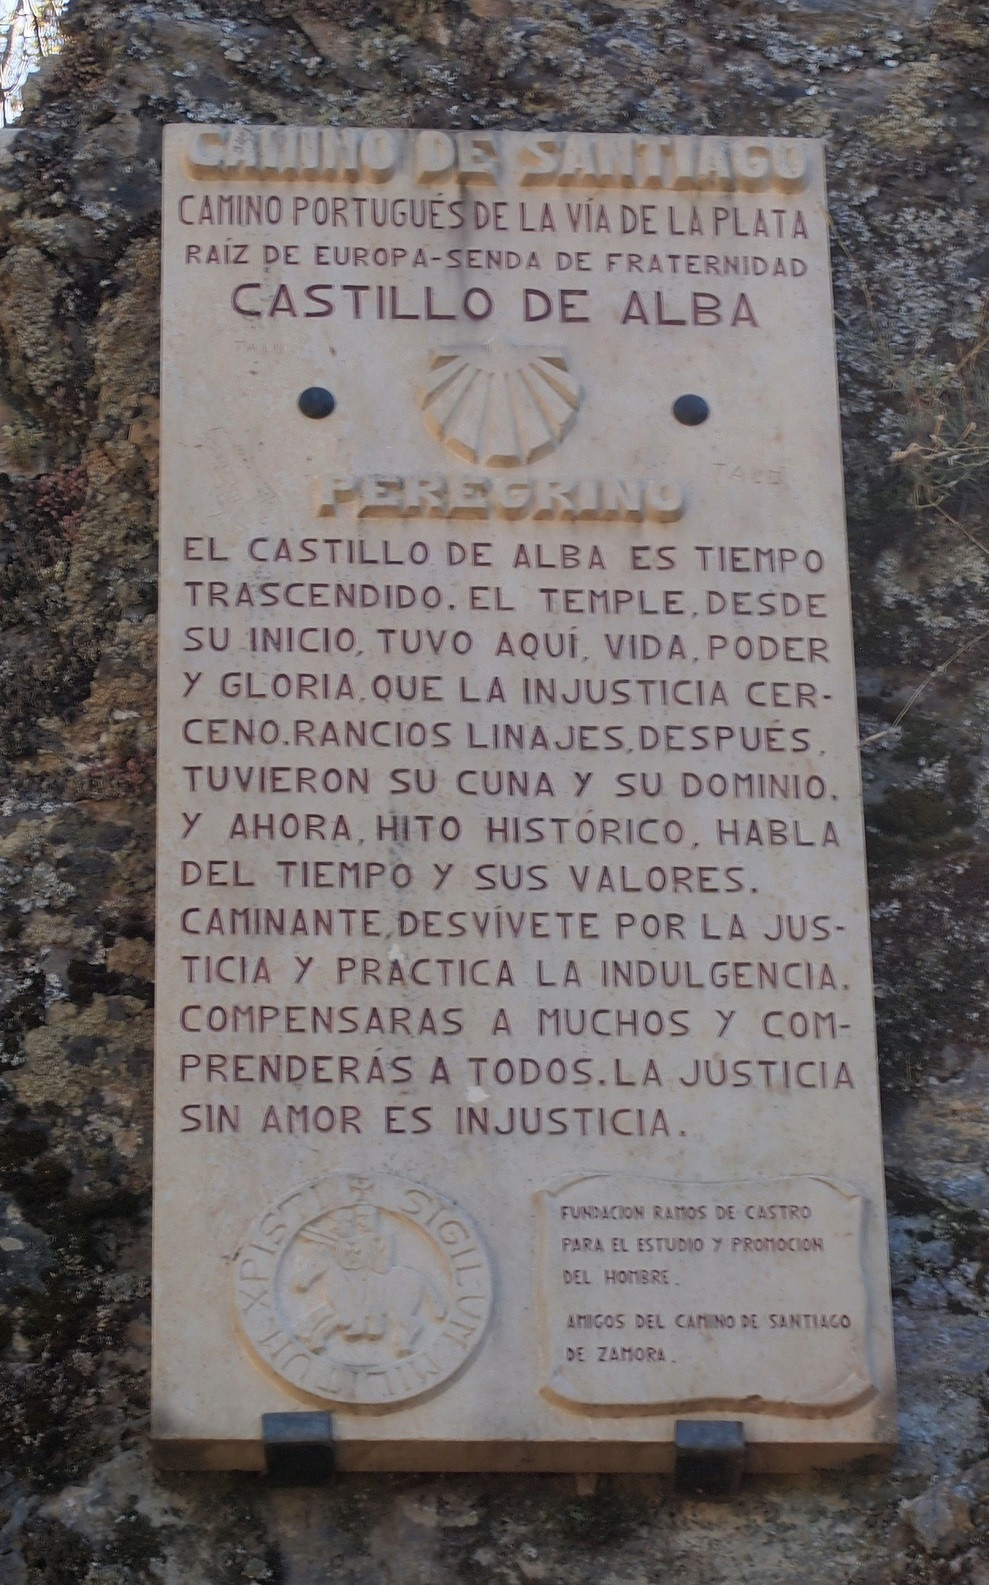 CAMINO DE SANTIAGO
CAMINO PORTUGUÉS DE LA VÍA DE LA PLATA
RAÍZ DE EUROPA-SENDA DE FRATERNIDAD
CASTILLO DE ALBA
TALO
TALO
PEREGRINO
EL CASTILLO DE ALBA ES TIEMPO
TRASCENDIDO. EL TEMPLE, DESDE
SU INICIO, TUVO AQUÍ, VIDA, PODER
Y GLORIA, QUE LA INJUSTICIA CER-
CENO. RANCIOS LINAJES, DESPUÉS,
TUVIERON SU CUNA Y SU DOMINIO.
Y AHORA, HITO HISTÓRICO, HABLA
DEL TIEMPO Y SUS VALORES.
CAMINANTE, DESVÍVETE POR LA JUS-
TICIA Y PRACTICA LA INDULGENCIA.
COMPENSARAS A MUCHOS Y COM-
PRENDERÁS A TODOS. LA JUSTICIA
SIN AMOR ES INJUSTICIA.
SIGILLUM MILITUM XPISTI
FUNDACION RAMOS DE CASTRO
PARA EL ESTUDIO Y PROMOCION
DEL HOMBRE.
AMIGOS DEL CAMINO DE SANTIAGO
DE ZAMORA.